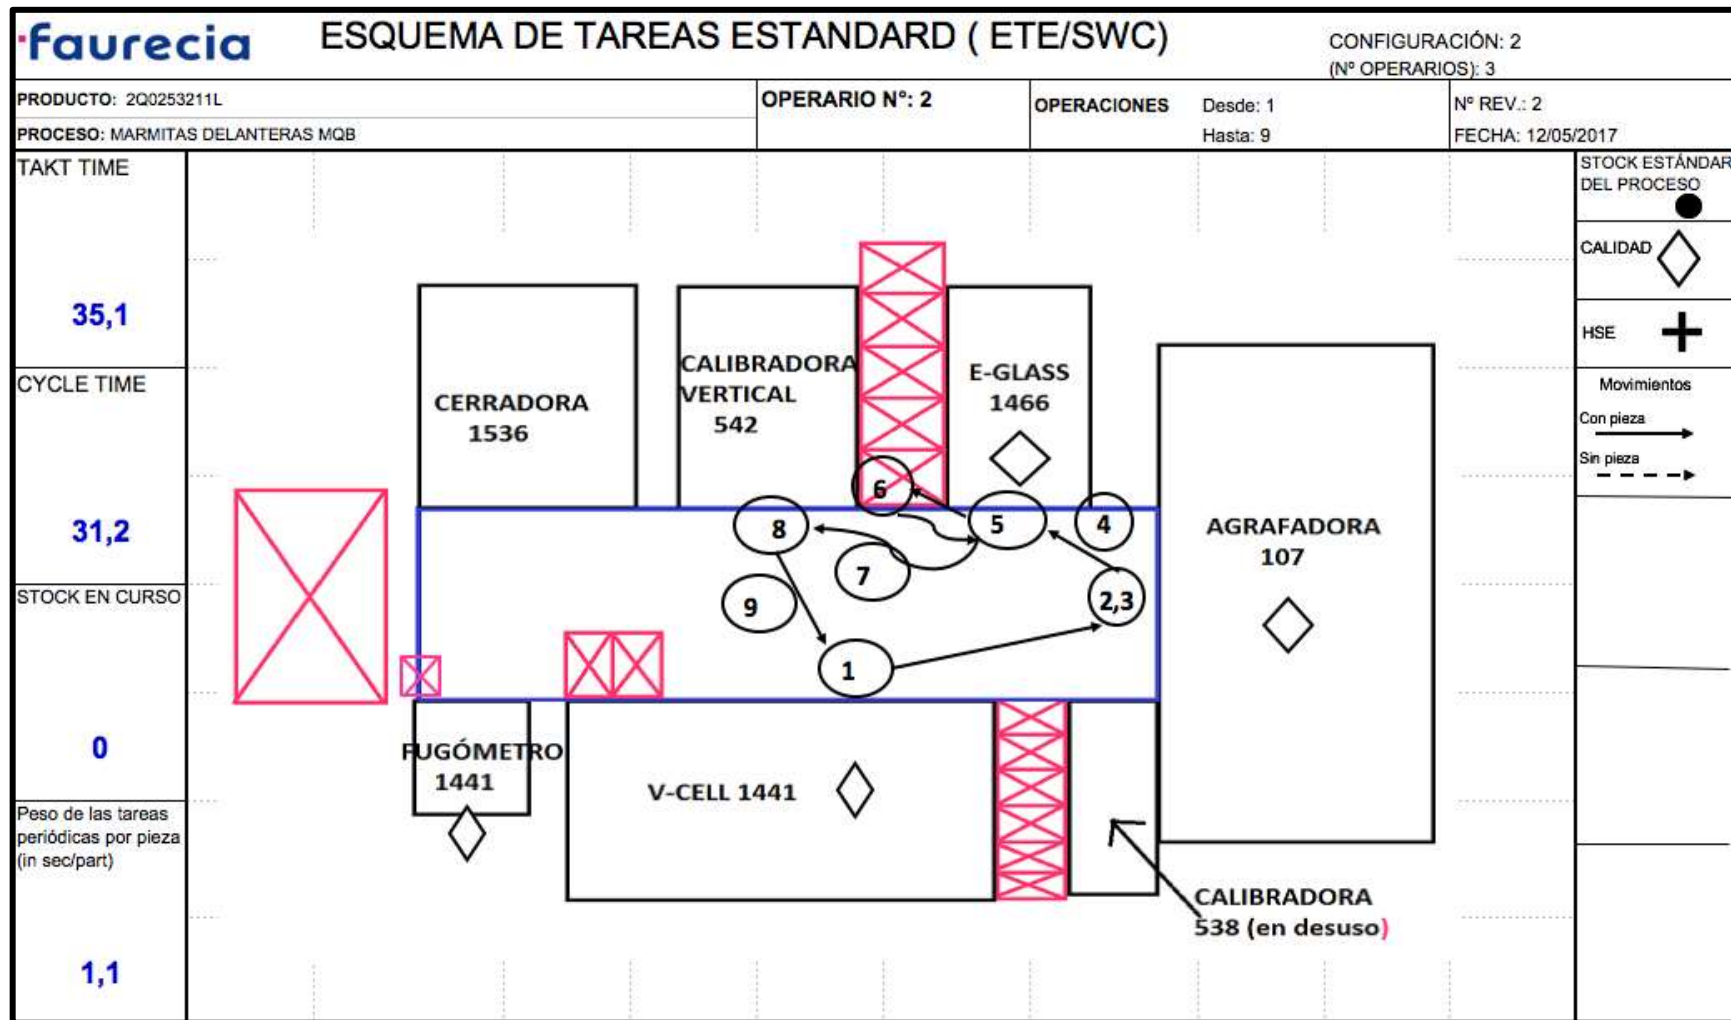 faurecia
ESQUEMA DE TAREAS ESTANDARD ( ETE/SWC)
CONFIGURACIÓN: 2
(Nº OPERARIOS): 3
PRODUCTO: 2Q0253211L
PROCESO: MARMITAS DELANTERAS MQB
OPERARIO Nº: 2
OPERACIONES
Desde: 1
Hasta: 9
Nº REV.: 2
FECHA: 12/05/2017
TAKT TIME
35,1
CYCLE TIME
31,2
STOCK EN CURSO
0
Peso de las tareas
periódicas por pieza
(in sec/part)
1,1
CERRADORA
1536
CALIBRADORA
VERTICAL
542
E-GLASS
1466
AGRAFADORA
107
6
5
4
8
7
2,3
9
1
FUGÓMETRO
1441
V-CELL 1441
CALIBRADORA
538 (en desuso)
STOCK ESTÁNDAR
DEL PROCESO
CALIDAD
HSE
Movimientos
Con pieza
Sin pieza